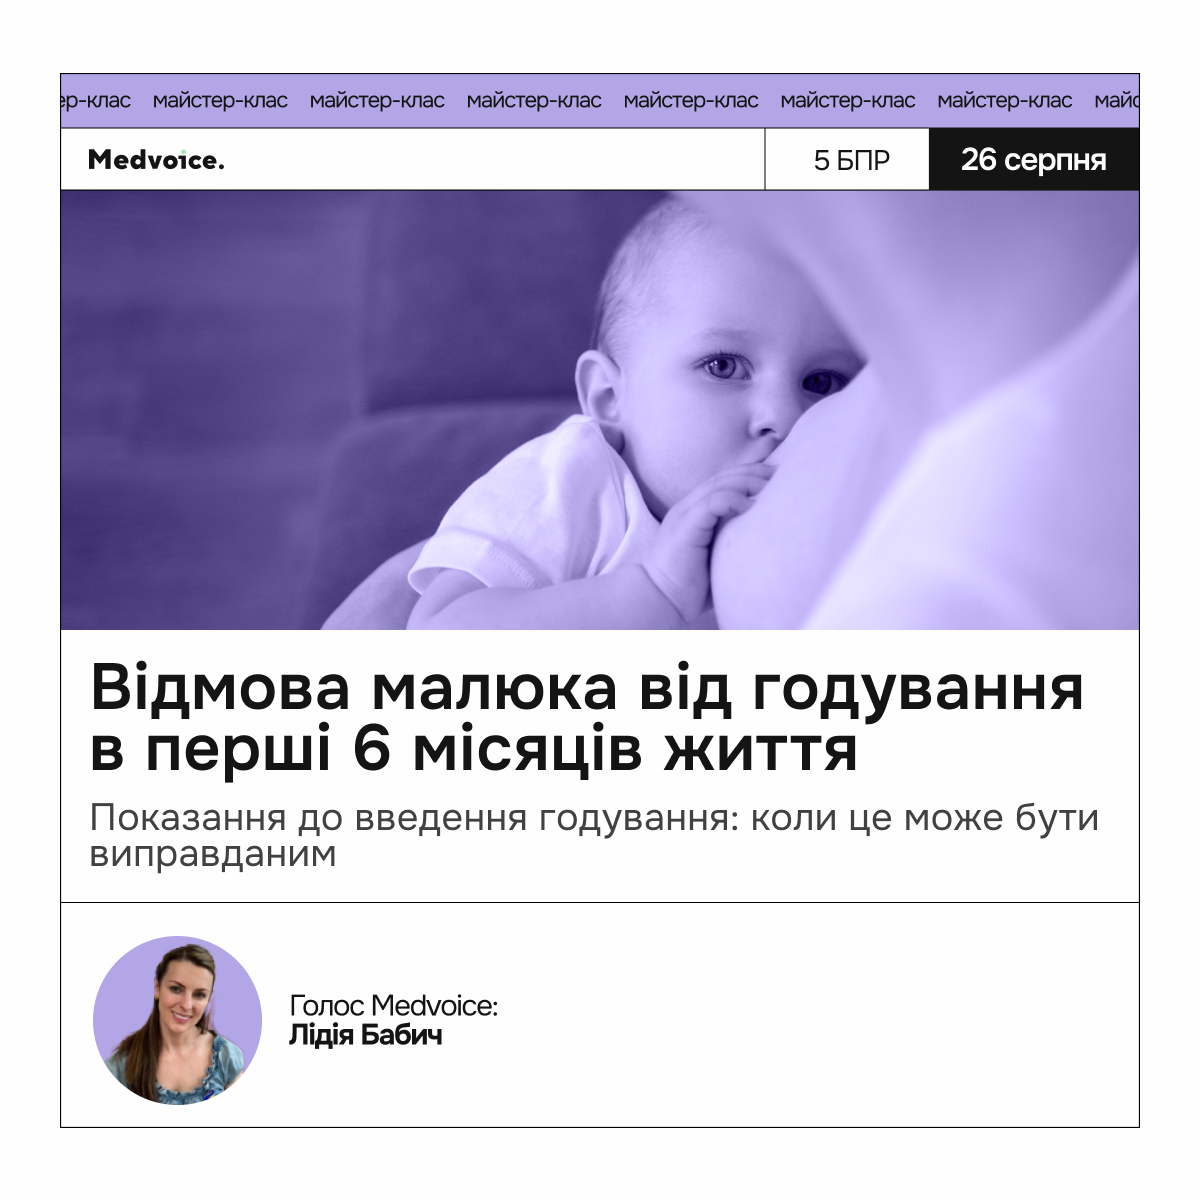 ер-клас майстер-клас майстер-клас майстер-клас майстер-клас майстер-клас майстер-клас майс
Medvoice. 5 БПР 26 серпня
Відмова малюка від годування
в перші 6 місяців життя
Показання до введення годування: коли це може бути
виправданим
Голос Medvoice:
Лідія Бабич